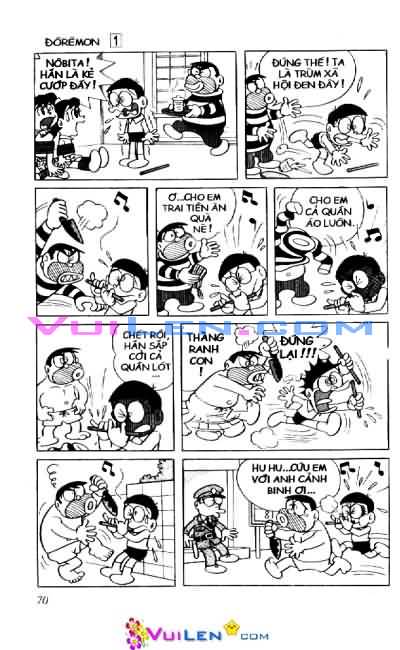 ĐÔRÊMON 1
NÔBITA!
HẮN LÀ KẺ
CƯỚP ĐẤY!
ĐÚNG THẾ! TA
LÀ TRÙM XÃ
HỘI ĐEN ĐÂY!
Ơ...CHO EM
TRAI TIỀN ĂN
QUÀ
NÈ!
CHO EM
CẢ QUẦN
ÁO LUÔN.
VUILEN.COM
CHẾT RỒI
HẮN SẮP
CỞI CẢ
QUẦN LÓT...
THẰNG
RANH
CON!
ĐỨNG
LẠI!!!
HU HU...CỨU EM
VỚI ANH CẢNH
BINH ƠI...
70
VUILEN.COM